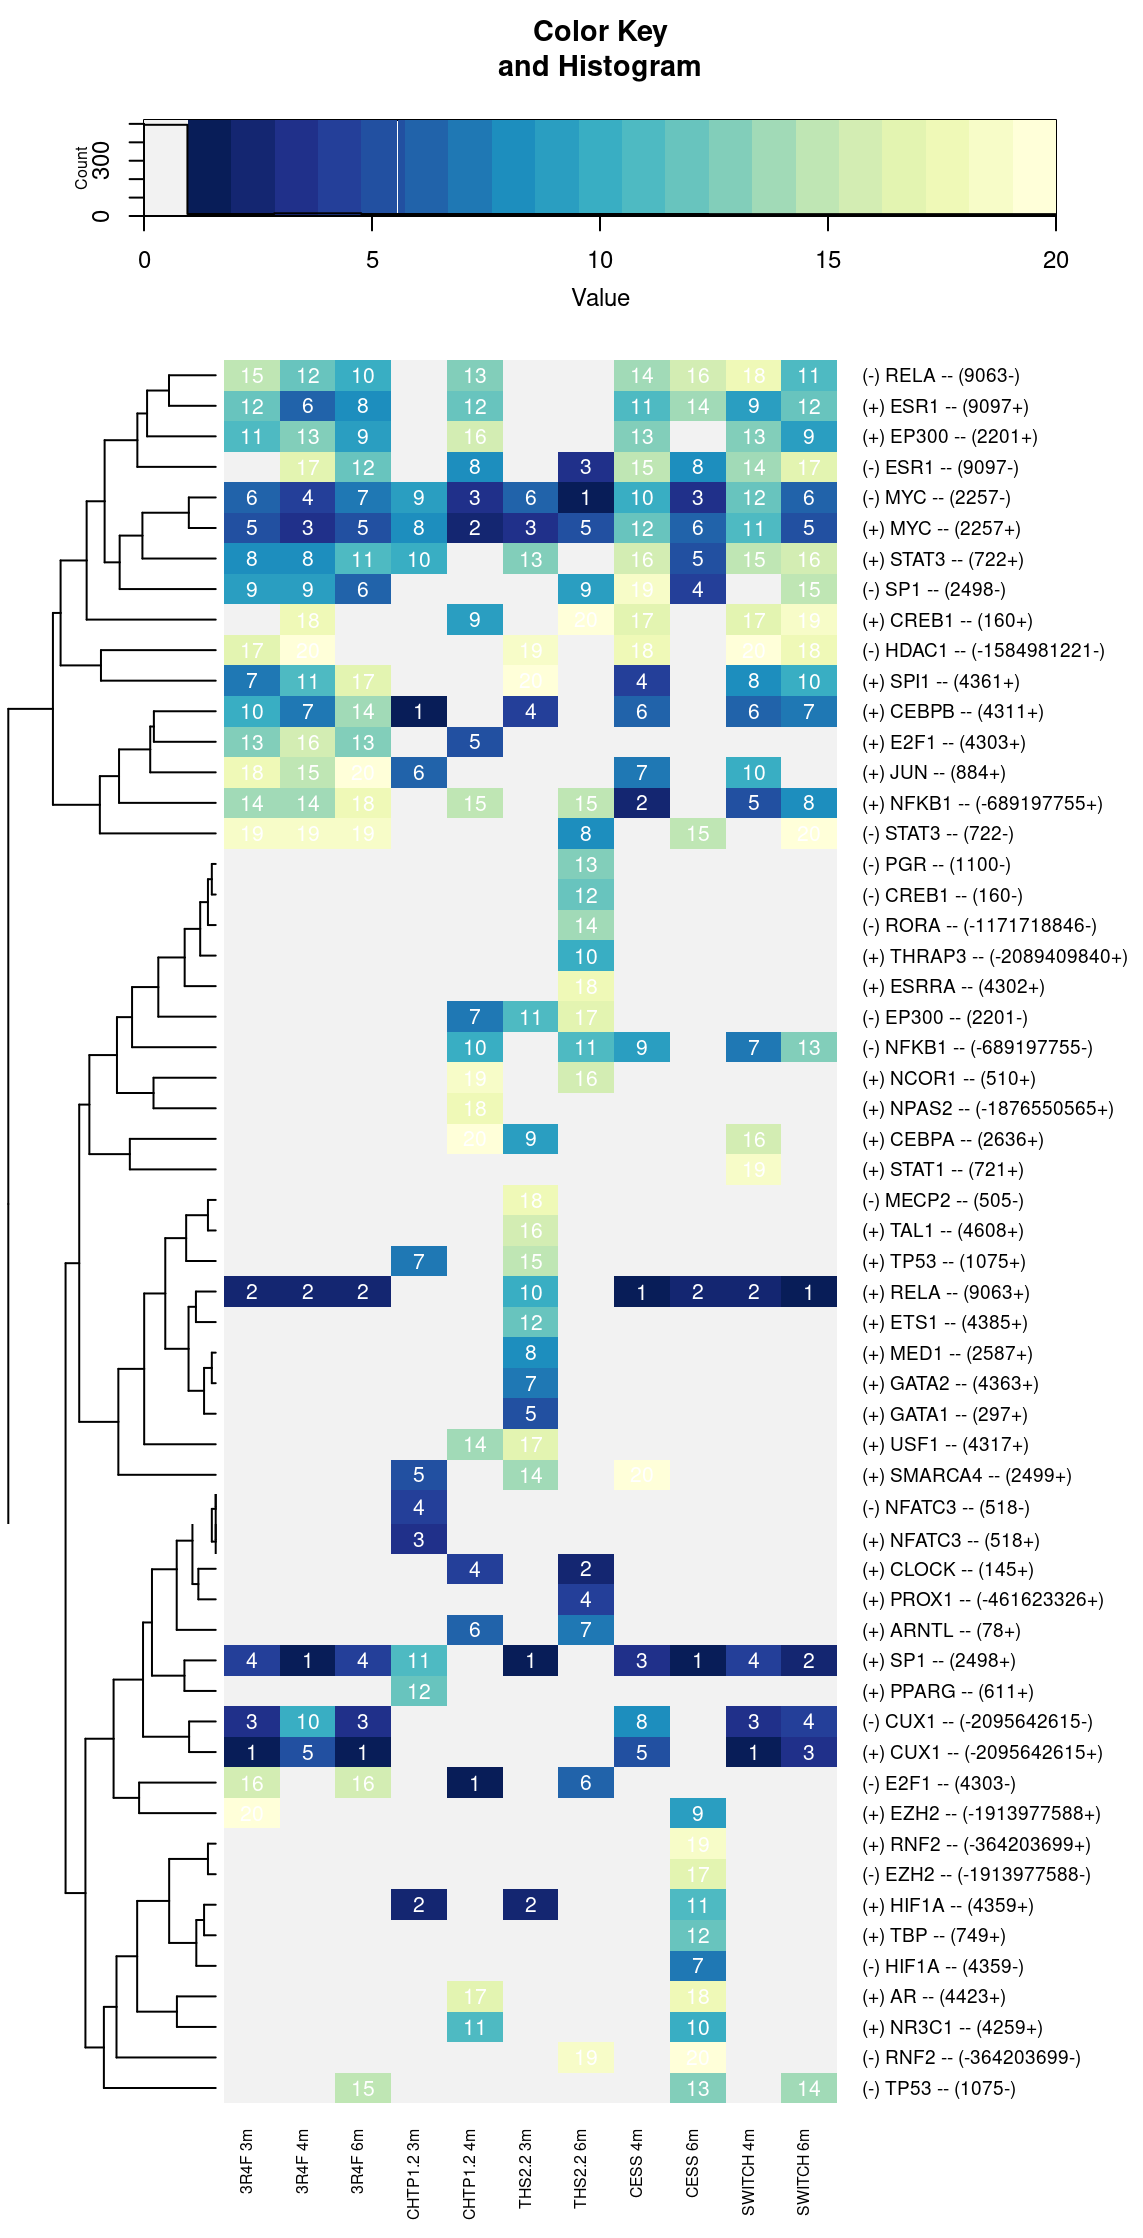 Color Key
and Histogram
Count
0 300
0 5 10 15 20
Value
15 12 10 13 14 16 18 11 (-) RELA -- (9063-)
12 6 8 12 11 14 9 12 (+) ESR1 -- (9097+)
11 13 9 16 13 13 9 (+) EP300 -- (2201+)
17 12 8 3 15 8 14 17 (-) ESR1 -- (9097-)
6 4 7 9 3 6 1 10 3 12 6 (-) MYC -- (2257-)
5 3 5 8 2 3 5 12 6 11 5 (+) MYC -- (2257+)
8 8 11 10 13 16 5 15 16 (+) STAT3 -- (722+)
9 9 6 9 19 4 15 (-) SP1 -- (2498-)
18 9 20 17 17 19 (+) CREB1 -- (160+)
17 20 19 18 20 18 (-) HDAC1 -- (-1584981221-)
7 11 17 20 4 8 10 (+) SPI1 -- (4361+)
10 7 14 1 4 6 6 7 (+) CEBPB -- (4311+)
13 16 13 5 (+) E2F1 -- (4303+)
18 15 20 6 7 10 (+) JUN -- (884+)
14 14 18 15 15 2 5 8 (+) NFKB1 -- (-689197755+)
19 19 19 8 15 20 (-) STAT3 -- (722-)
13 (-) PGR -- (1100-)
12 (-) CREB1 -- (160-)
14 (-) RORA -- (-1171718846-)
10 (+) THRAP3 -- (-2089409840+)
18 (+) ESRRA -- (4302+)
7 11 17 (-) EP300 -- (2201-)
10 11 9 7 13 (-) NFKB1 -- (-689197755-)
19 16 (+) NCOR1 -- (510+)
18 (+) NPAS2 -- (-1876550565+)
20 9 16 (+) CEBPA -- (2636+)
19 (+) STAT1 -- (721+)
18 (-) MECP2 -- (505-)
16 (+) TAL1 -- (4608+)
7 15 (+) TP53 -- (1075+)
2 2 2 10 1 2 2 1 (+) RELA -- (9063+)
12 (+) ETS1 -- (4385+)
8 (+) MED1 -- (2587+)
7 (+) GATA2 -- (4363+)
5 (+) GATA1 -- (297+)
14 17 (+) USF1 -- (4317+)
5 14 20 (+) SMARCA4 -- (2499+)
4 (-) NFATC3 -- (518-)
3 (+) NFATC3 -- (518+)
4 2 (+) CLOCK -- (145+)
4 (+) PROX1 -- (-461623326+)
6 7 (+) ARNTL -- (78+)
4 1 4 11 1 3 1 4 2 (+) SP1 -- (2498+)
12 (+) PPARG -- (611+)
3 10 3 8 3 4 (-) CUX1 -- (-2095642615-)
1 5 1 5 1 3 (+) CUX1 -- (-2095642615+)
16 16 1 6 (-) E2F1 -- (4303-)
20 9 (+) EZH2 -- (-1913977588+)
19 (+) RNF2 -- (-364203699+)
17 (-) EZH2 -- (-1913977588-)
2 2 11 (+) HIF1A -- (4359+)
12 (+) TBP -- (749+)
7 (-) HIF1A -- (4359-)
17 18 (+) AR -- (4423+)
11 10 (+) NR3C1 -- (4259+)
19 20 (-) RNF2 -- (-364203699-)
15 13 14 (-) TP53 -- (1075-)
3R4F 3m
3R4F 4m
3R4F 6m
CHTP1.2 3m
CHTP1.2 4m
THS2.2 3m
THS2.2 6m
CESS 4m
CESS 6m
SWITCH 4m
SWITCH 6m